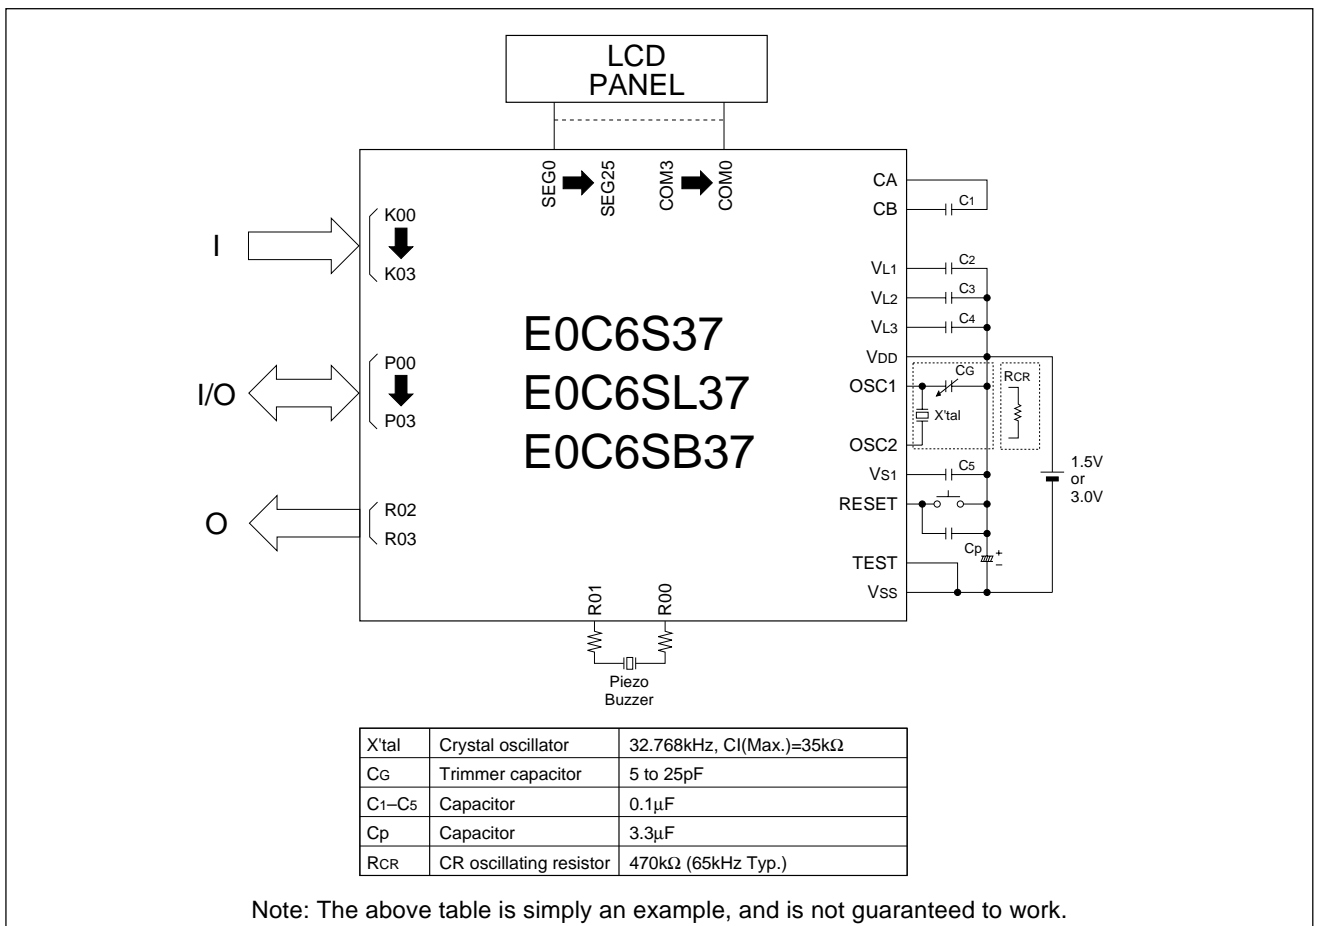 LCD
PANEL
SEG0
SEG25
COM3
COM0
I
K00
K03
I/O
P00
P03
O
R02
R03
E0C6S37
E0C6SL37
E0C6SB37
CA
CB
C1
VL1
C2
VL2
C3
VL3
C4
VDD
OSC1
CG
RCR
X'tal
OSC2
VS1
C5
RESET
Cp
+
–
TEST
VSS
1.5V
or
3.0V
R01
R00
Piezo
Buzzer
X'tal Crystal oscillator 32.768kHz, CI(Max.)=35kΩ
CG Trimmer capacitor 5 to 25pF
C1–C5 Capacitor 0.1µF
Cp Capacitor 3.3µF
RCR CR oscillating resistor 470kΩ (65kHz Typ.)
Note: The above table is simply an example, and is not guaranteed to work.